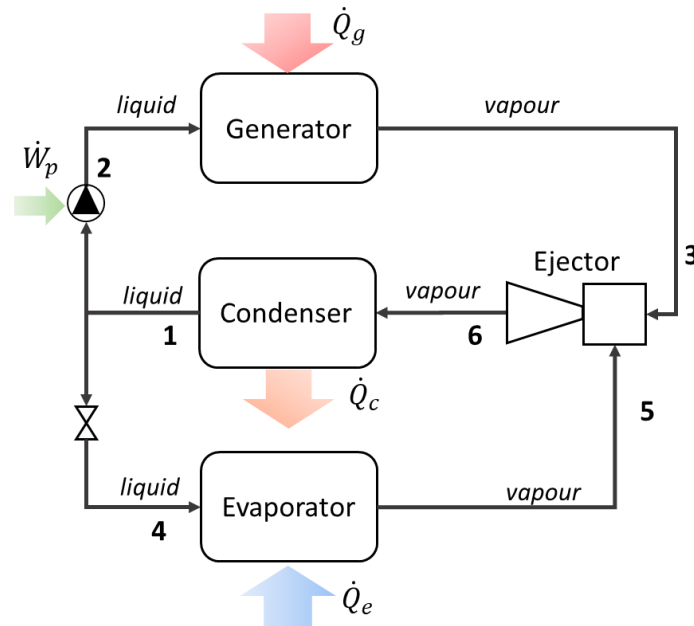 Q̇g
liquid
vapour
Generator
Ẇp
2
3
Ejector
liquid
vapour
Condenser
1
6
Q̇c
5
liquid
vapour
Evaporator
4
Q̇e